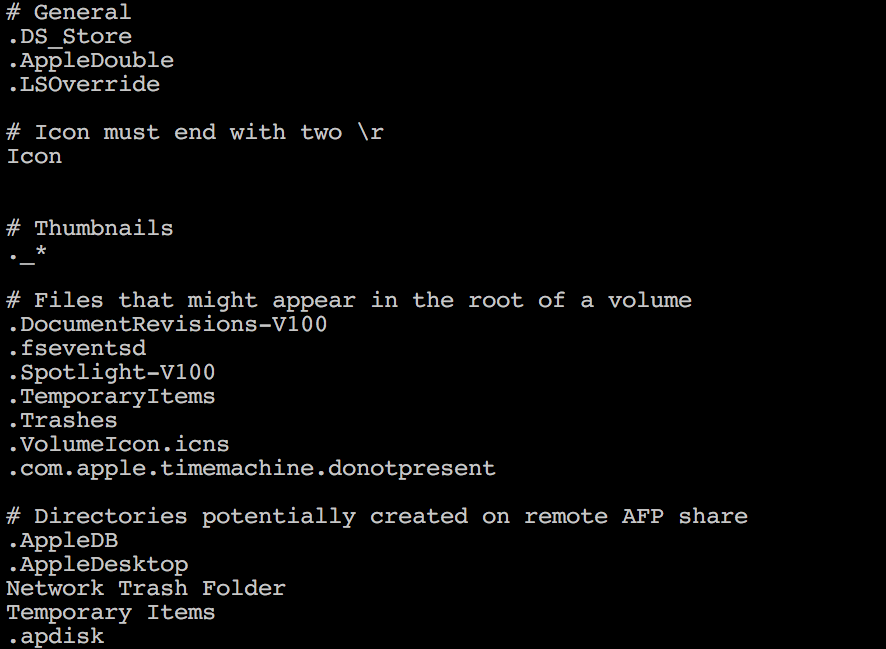 # General
.DS_Store
.AppleDouble
.LSOverride

# Icon must end with two \r
Icon


# Thumbnails
._*

# Files that might appear in the root of a volume
.DocumentRevisions-V100
.fseventsd
.Spotlight-V100
.TemporaryItems
.Trashes
.VolumeIcon.icns
.com.apple.timemachine.donotpresent

# Directories potentially created on remote AFP share
.AppleDB
.AppleDesktop
Network Trash Folder
Temporary Items
.apdisk